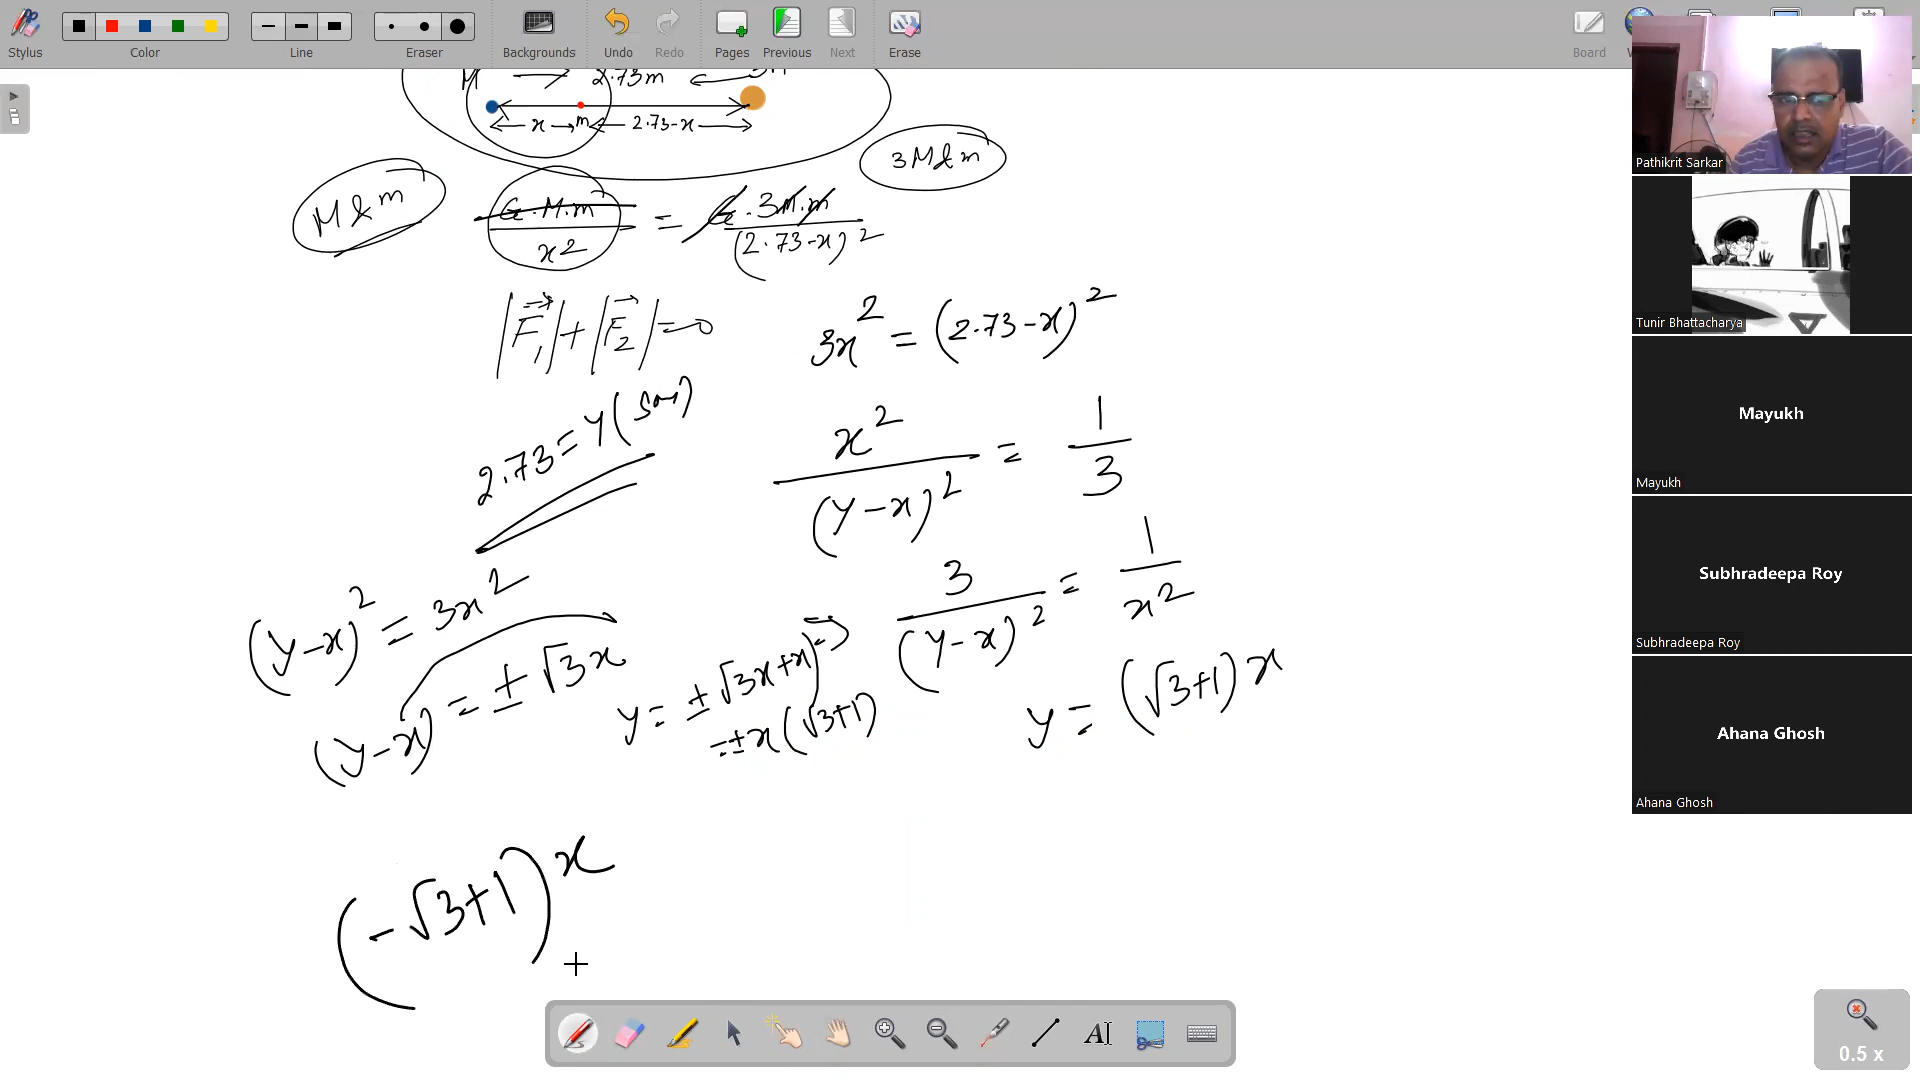 Stylus
Color
Line
Eraser
Backgrounds
Undo
Redo
Pages
Previous
Next
Erase
Board
M → 2.73m ← 3M
x m 2.73-x
3M & m
M & m
G.M.m / x² = G.3M.m / (2.73-x)²
|F₁| + |F₂| = 0
3x² = (2.73-x)²
2.73 = y (say)
x² / (y-x)² = 1/3
3 / (y-x)² = 1/x²
(y-x)² = 3x²
(y-x) = ± √3x
y = ± √3x + x
= ± x(√3+1)
y = (√3+1)x
(-√3+1)x
Pathikrit Sarkar
Tunir Bhattacharya
Mayukh
Mayukh
Subhradeepa Roy
Subhradeepa Roy
Ahana Ghosh
Ahana Ghosh
0.5 x